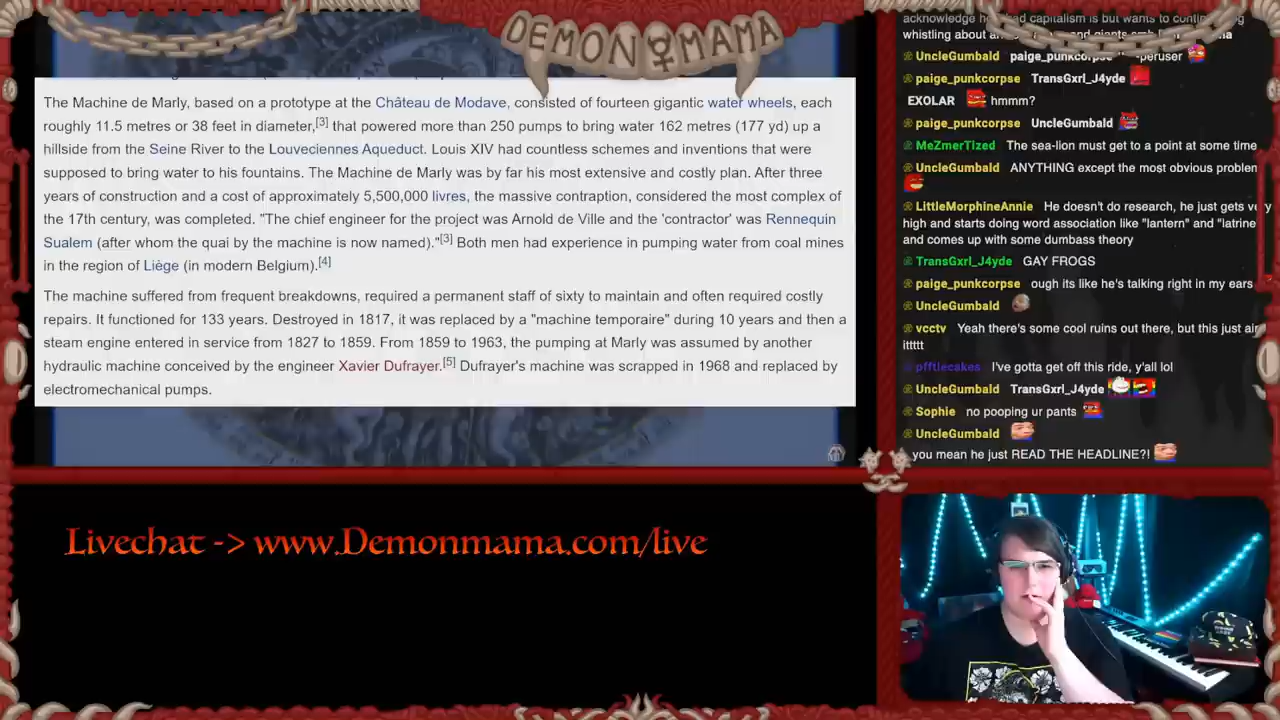 DEMON♀MAMA
The Machine de Marly, based on a prototype at the Château de Modave, consisted of fourteen gigantic water wheels, each
roughly 11.5 metres or 38 feet in diameter,[3] that powered more than 250 pumps to bring water 162 metres (177 yd) up a
hillside from the Seine River to the Louveciennes Aqueduct. Louis XIV had countless schemes and inventions that were
supposed to bring water to his fountains. The Machine de Marly was by far his most extensive and costly plan. After three
years of construction and a cost of approximately 5,500,000 livres, the massive contraption, considered the most complex of
the 17th century, was completed. "The chief engineer for the project was Arnold de Ville and the 'contractor' was Rennequin
Sualem (after whom the quai by the machine is now named)."[3] Both men had experience in pumping water from coal mines
in the region of Liège (in modern Belgium).[4]
The machine suffered from frequent breakdowns, required a permanent staff of sixty to maintain and often required costly
repairs. It functioned for 133 years. Destroyed in 1817, it was replaced by a "machine temporaire" during 10 years and then a
steam engine entered in service from 1827 to 1859. From 1859 to 1963, the pumping at Marly was assumed by another
hydraulic machine conceived by the engineer Xavier Dufrayer.[5] Dufrayer's machine was scrapped in 1968 and replaced by
electromechanical pumps.
Livechat -> www.Demonmama.com/live
acknowledge capitalism is but wants to
whistling about and giants
UncleGumbald paige_punkcorpse
paige_punkcorpse TransGxrl_J4yde
EXOLAR hmmm?
paige_punkcorpse UncleGumbald
MeZmerTized The sea-lion must get to a point at some time
UncleGumbald ANYTHING except the most obvious problem
LittleMorphineAnnie He doesn't do research, he just gets very
high and starts doing word association like "lantern" and "latrine
and comes up with some dumbass theory
TransGxrl_J4yde GAY FROGS
paige_punkcorpse ough its like he's talking right in my ears
UncleGumbald
vcctv Yeah there's some cool ruins out there, but this just air
ittttt
pfftlecakes I've gotta get off this ride, y'all lol
UncleGumbald TransGxrl_J4yde
Sophie no pooping ur pants
UncleGumbald
you mean he just READ THE HEADLINE?!